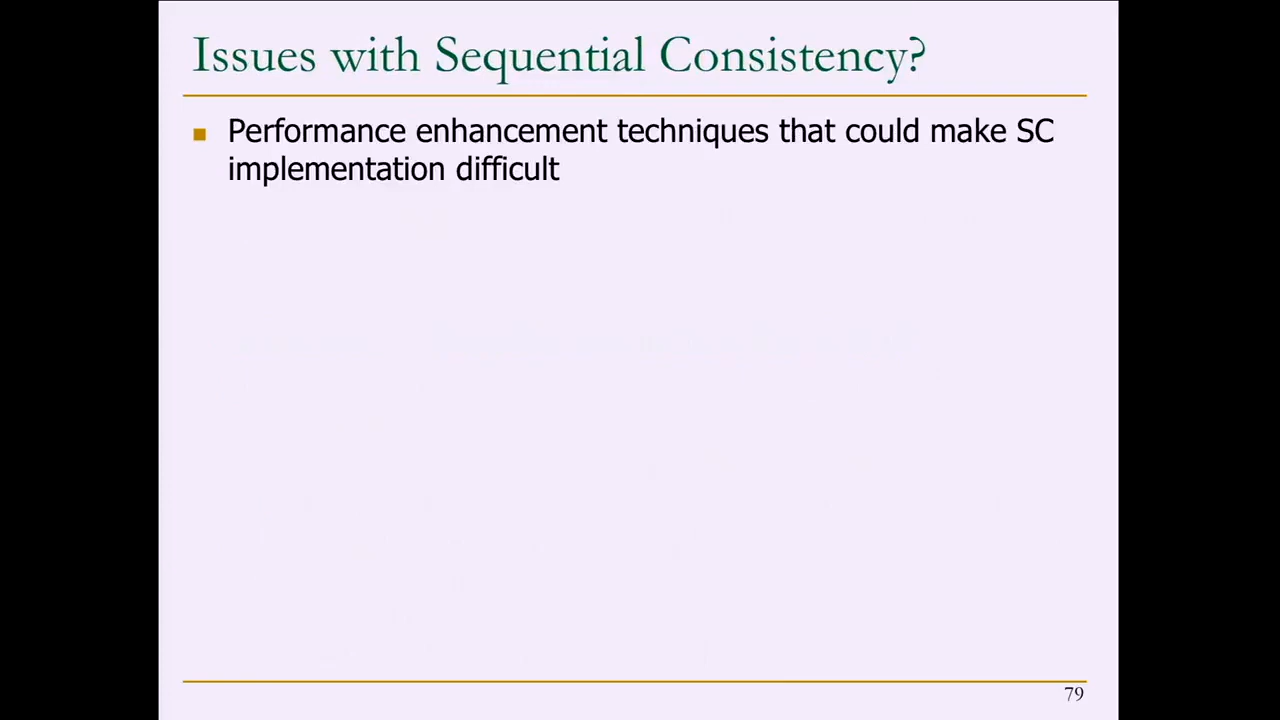 Issues with Sequential Consistency?
Performance enhancement techniques that could make SC
implementation difficult
79